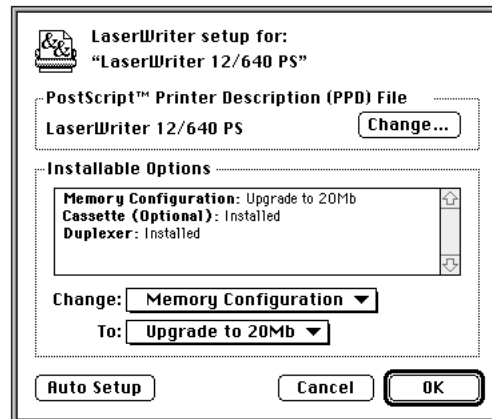 LaserWriter setup for:
“LaserWriter 12/640 PS”
PostScript™ Printer Description (PPD) File
LaserWriter 12/640 PS Change...
Installable Options
Memory Configuration: Upgrade to 20Mb
Cassette (Optional): Installed
Duplexer: Installed
Change: Memory Configuration
To: Upgrade to 20Mb
Auto Setup Cancel OK